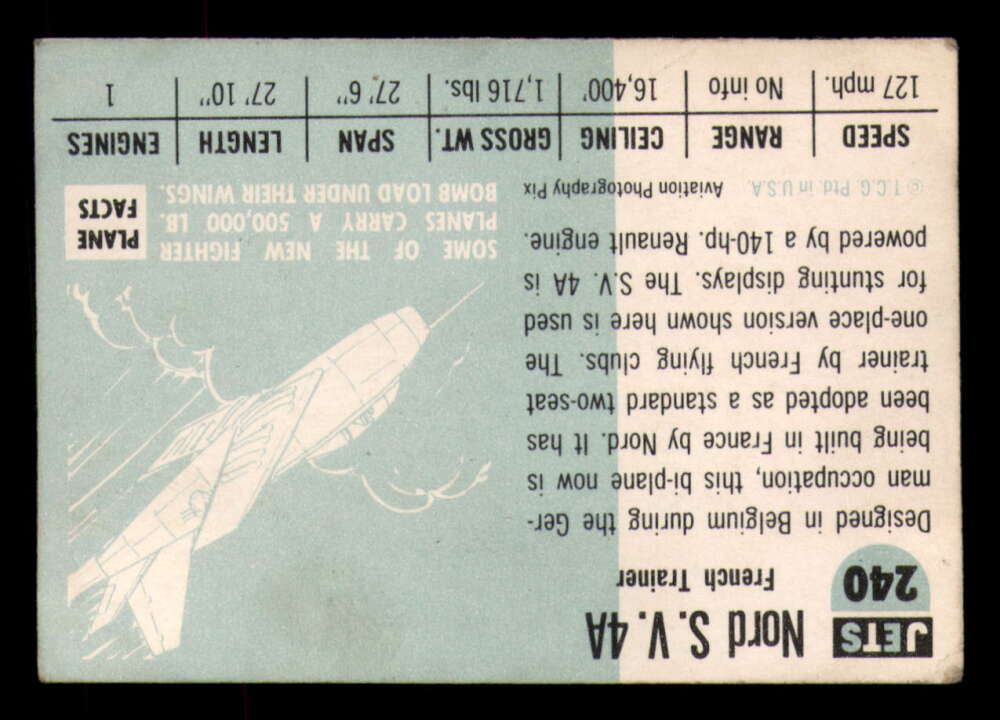 JETS
240
Nord S. V. 4A
French Trainer
Designed in Belgium during the Ger-
man occupation, this bi-plane now is
being built in France by Nord. It has
been adopted as a standard two-seat
trainer by French flying clubs. The
one-place version shown here is used
for stunting displays. The S.V. 4A is
powered by a 140-hp. Renault engine.
© T.C.G. Ptd. in U.S.A. Aviation Photography Pix
PLANE
FACTS
SOME OF THE NEW FIGHTER
PLANES CARRY A 500,000 LB.
BOMB LOAD UNDER THEIR WINGS.
SPEED RANGE CEILING GROSS WT. SPAN LENGTH ENGINES
127 mph. No info 16,400' 1,716 lbs. 27' 6" 27' 10" 1